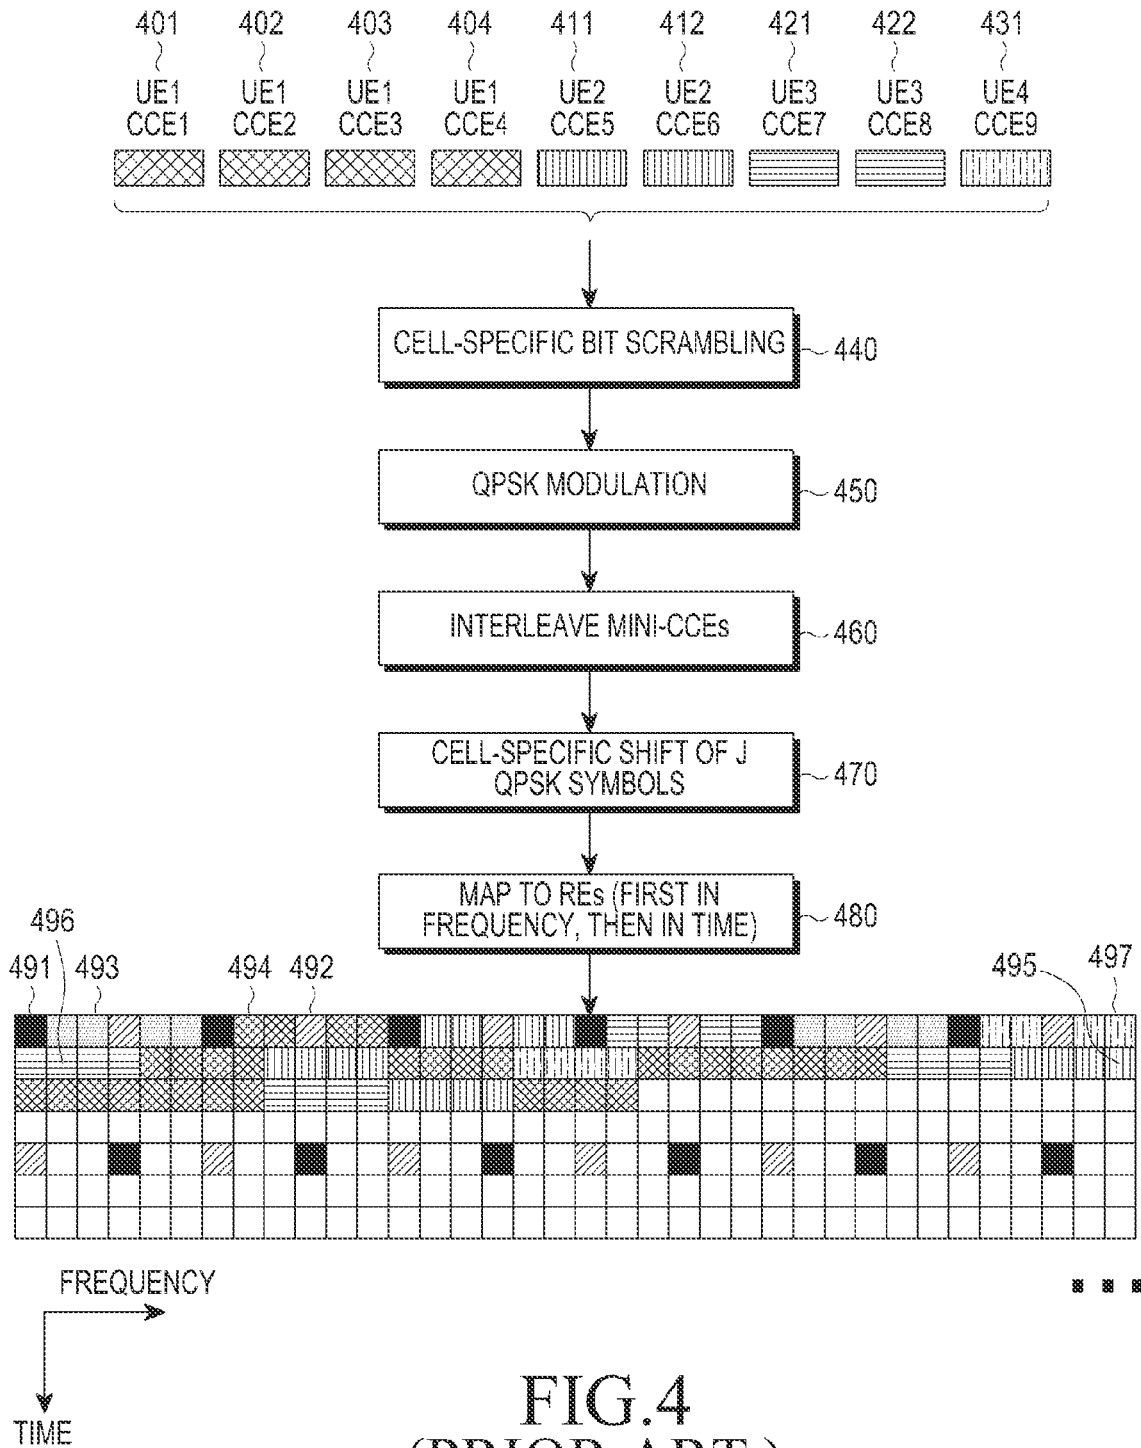 401 402 403 404 411 412 421 422 431
UE1 UE1 UE1 UE1 UE2 UE2 UE3 UE3 UE4
CCE1 CCE2 CCE3 CCE4 CCE5 CCE6 CCE7 CCE8 CCE9
CELL-SPECIFIC BIT SCRAMBLING
440
QPSK MODULATION
450
INTERLEAVE MINI-CCEs
460
CELL-SPECIFIC SHIFT OF J
QPSK SYMBOLS
470
MAP TO REs (FIRST IN
FREQUENCY, THEN IN TIME)
480
496
491 493 494 492 495 497
FREQUENCY
TIME
FIG.4
(PRIOR ART)